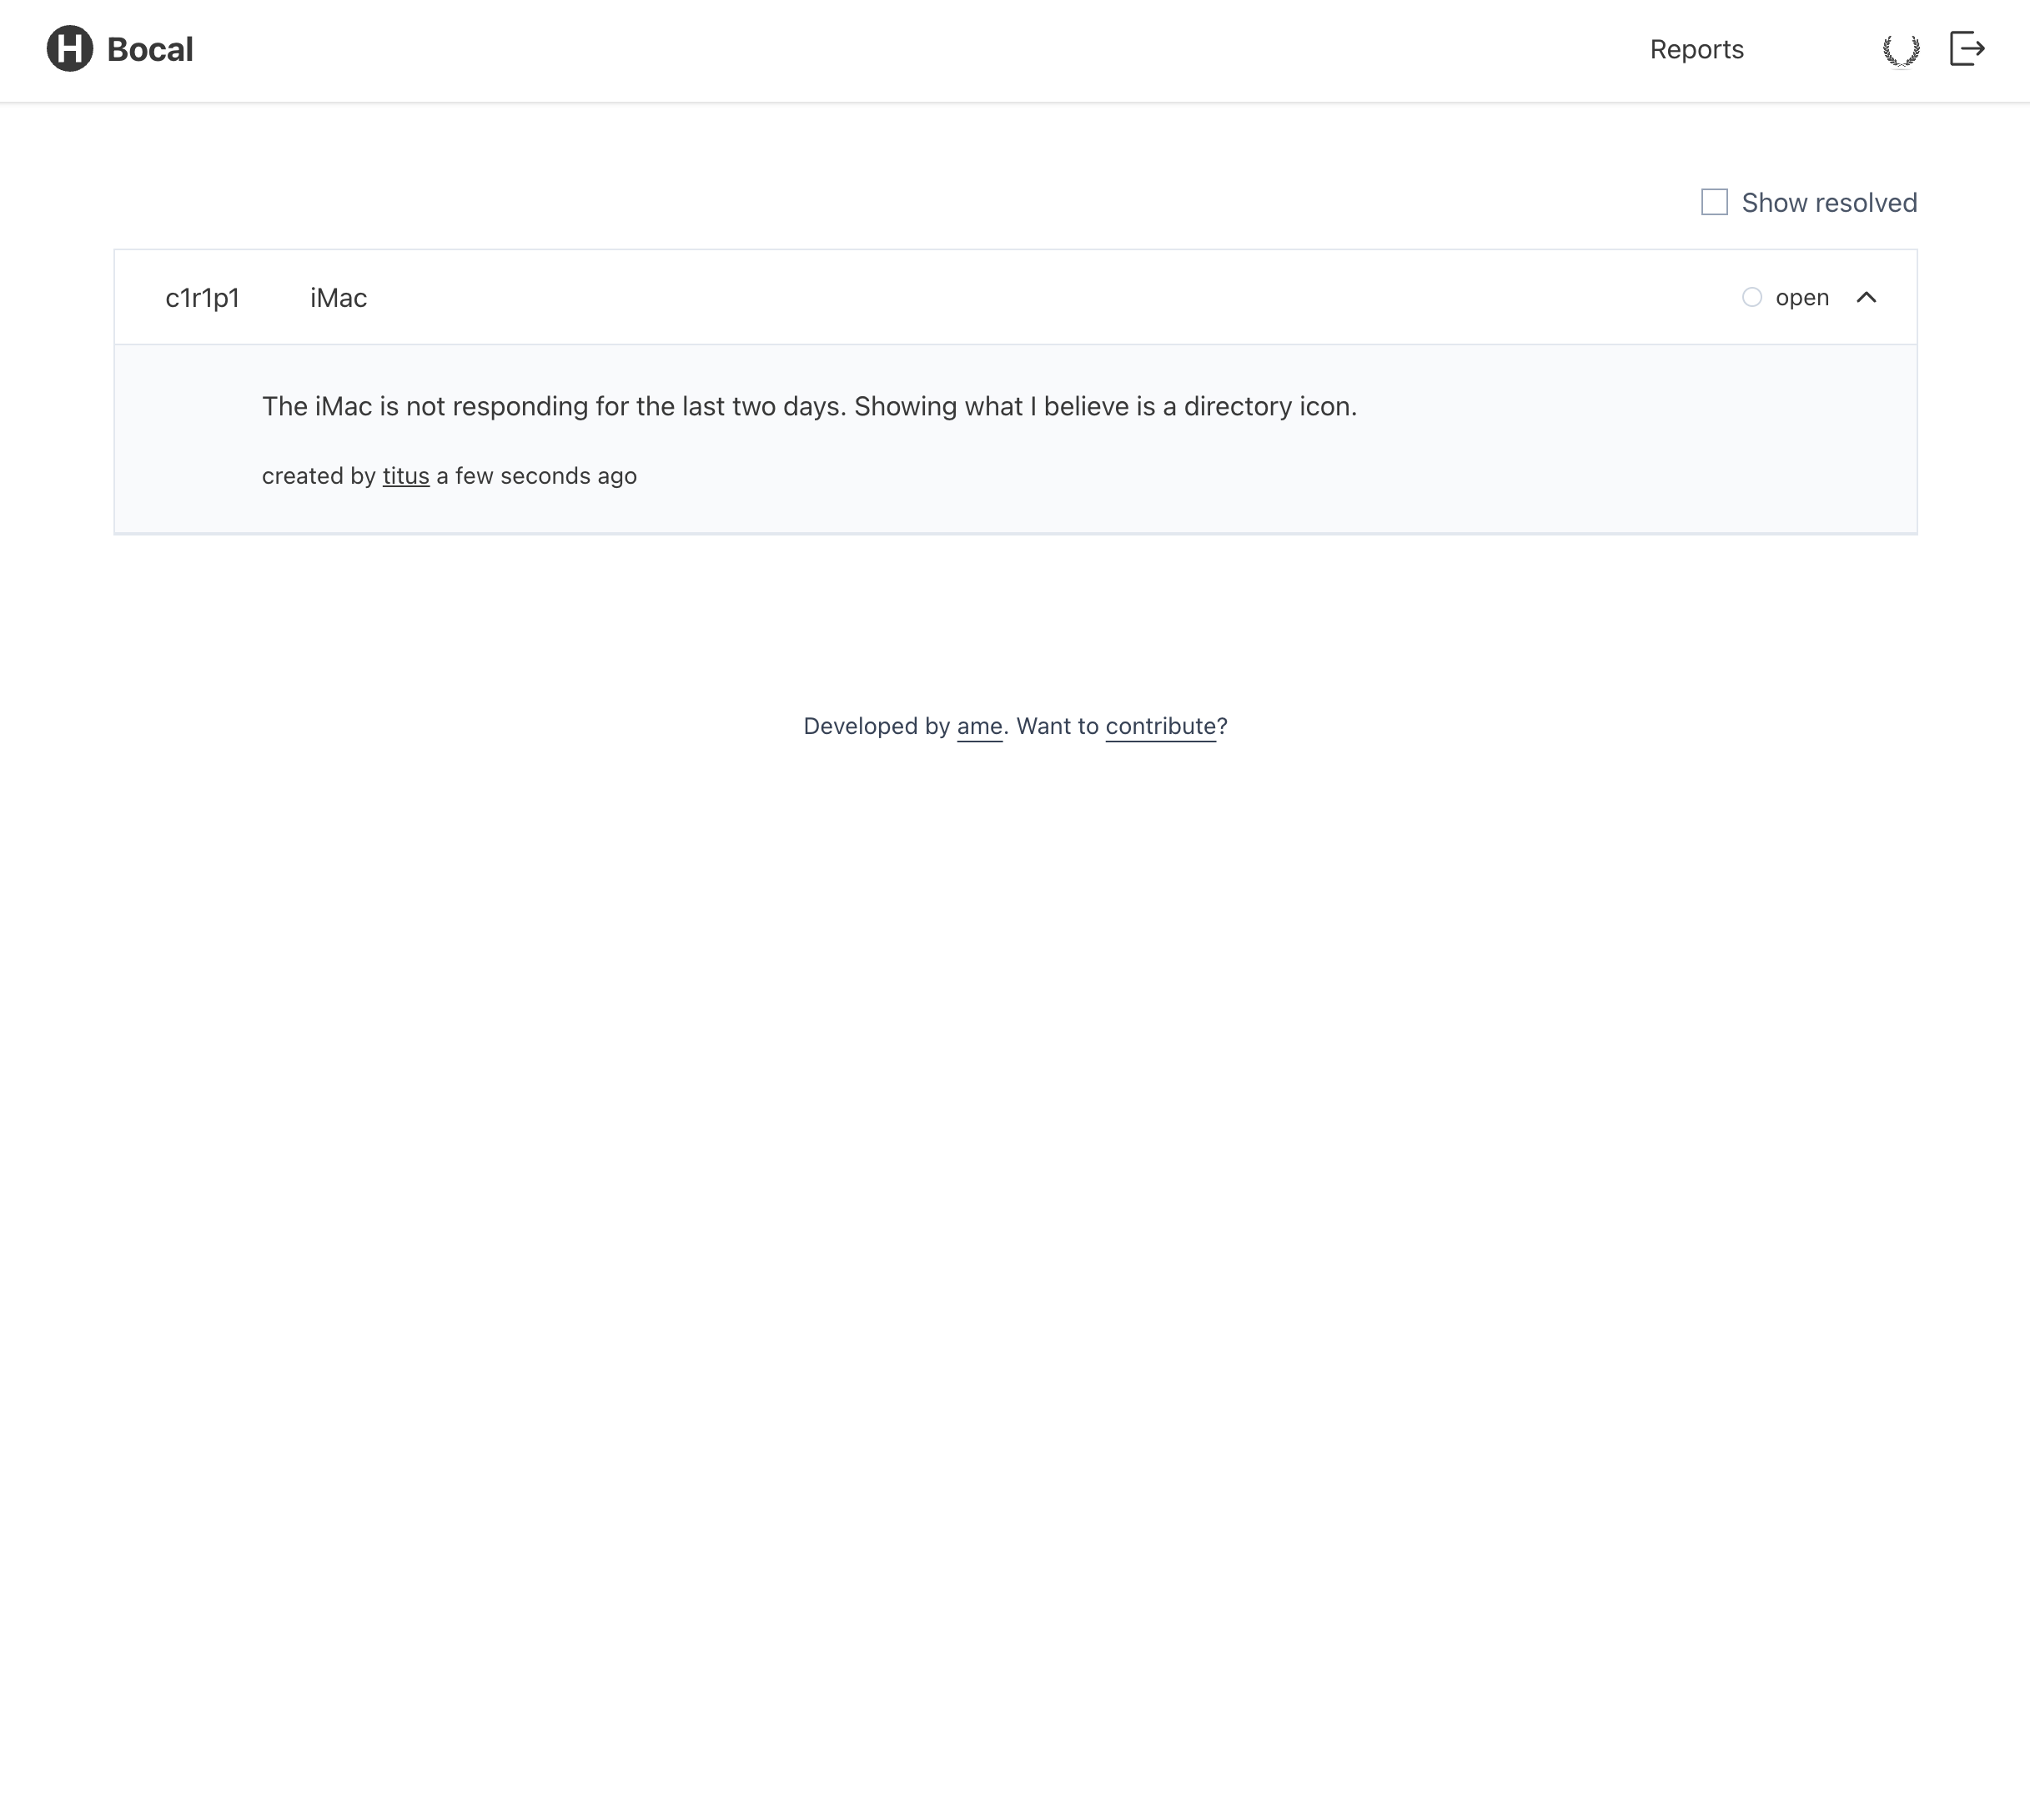 H Bocal
Reports
Show resolved
c1r1p1 iMac open
The iMac is not responding for the last two days. Showing what I believe is a directory icon.
created by titus a few seconds ago
Developed by ame. Want to contribute?